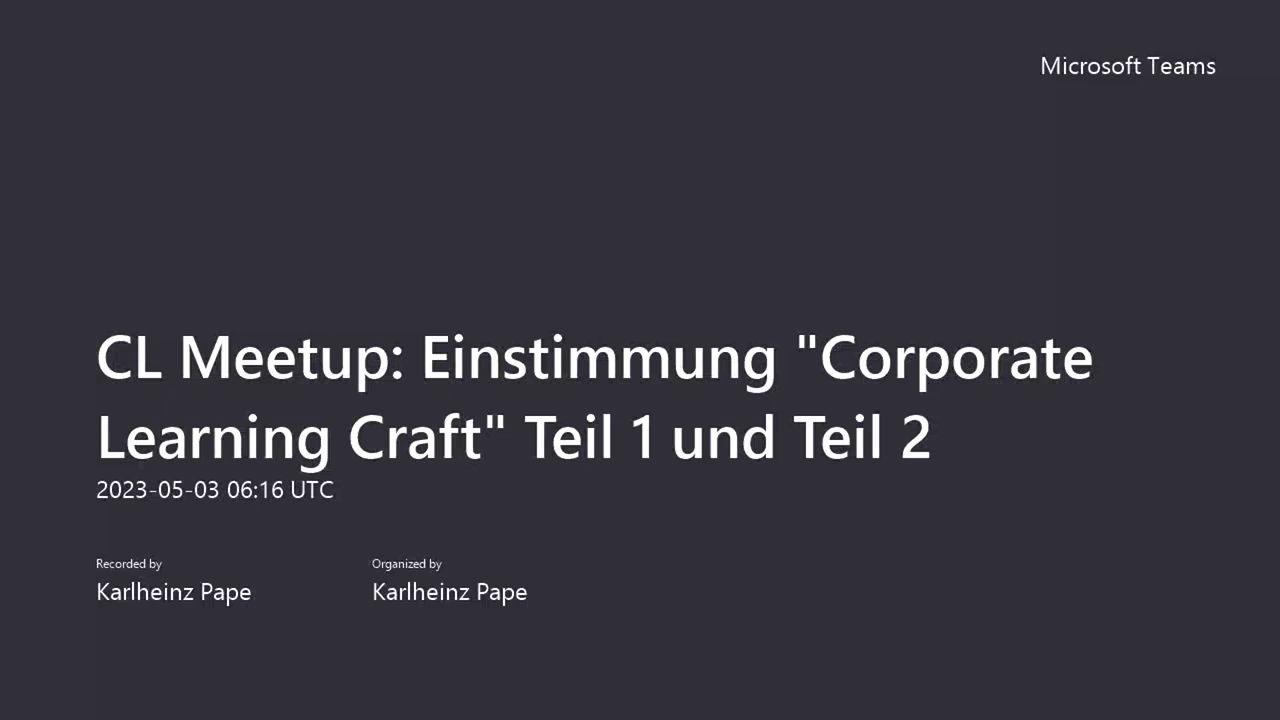 Microsoft Teams
CL Meetup: Einstimmung "Corporate
Learning Craft" Teil 1 und Teil 2
2023-05-03 06:16 UTC
Recorded by
Karlheinz Pape
Organized by
Karlheinz Pape